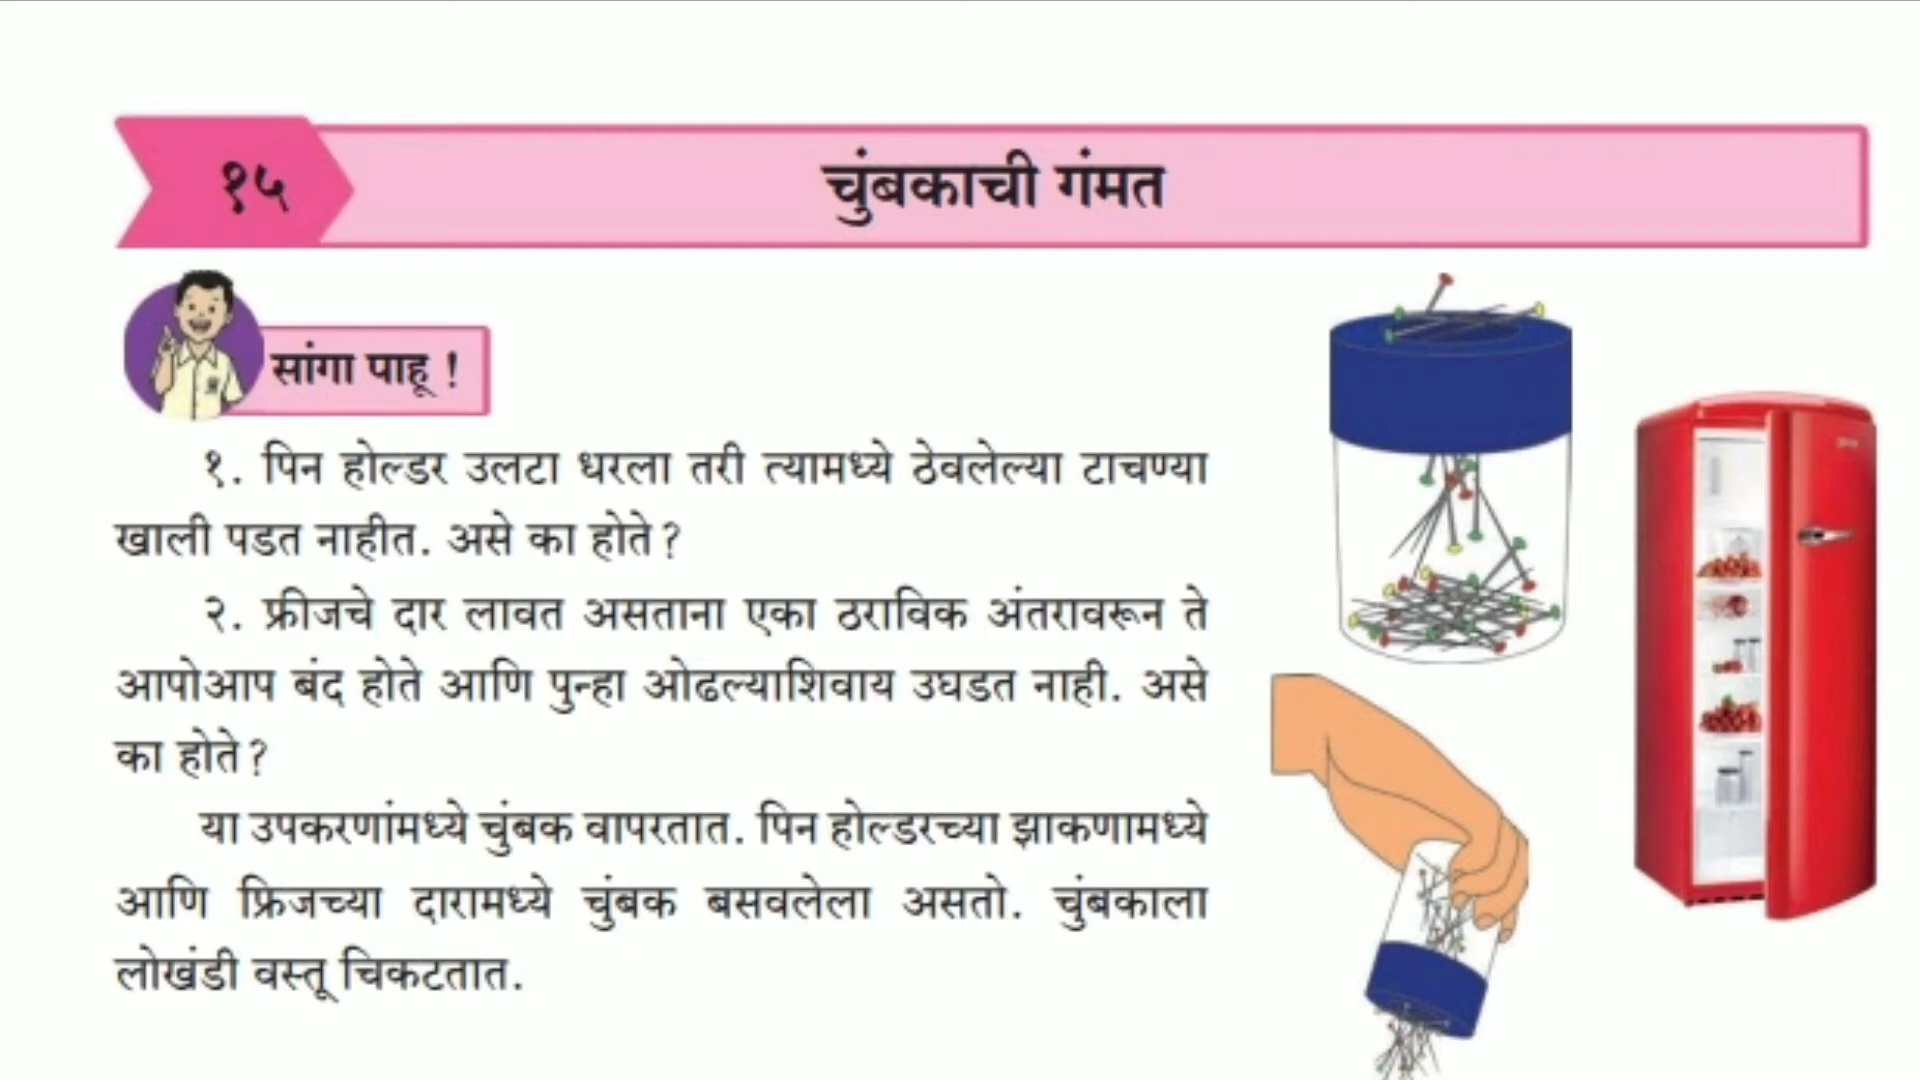 १५
चुंबकाची गंमत
सांगा पाहू !
१. पिन होल्डर उलटा धरला तरी त्यामध्ये ठेवलेल्या टाचण्या
खाली पडत नाहीत. असे का होते?
२. फ्रीजचे दार लावत असताना एका ठराविक अंतरावरून ते
आपोआप बंद होते आणि पुन्हा ओढल्याशिवाय उघडत नाही. असे
का होते?
या उपकरणांमध्ये चुंबक वापरतात. पिन होल्डरच्या झाकणामध्ये
आणि फ्रिजच्या दारामध्ये चुंबक बसवलेला असतो. चुंबकाला
लोखंडी वस्तू चिकटतात.